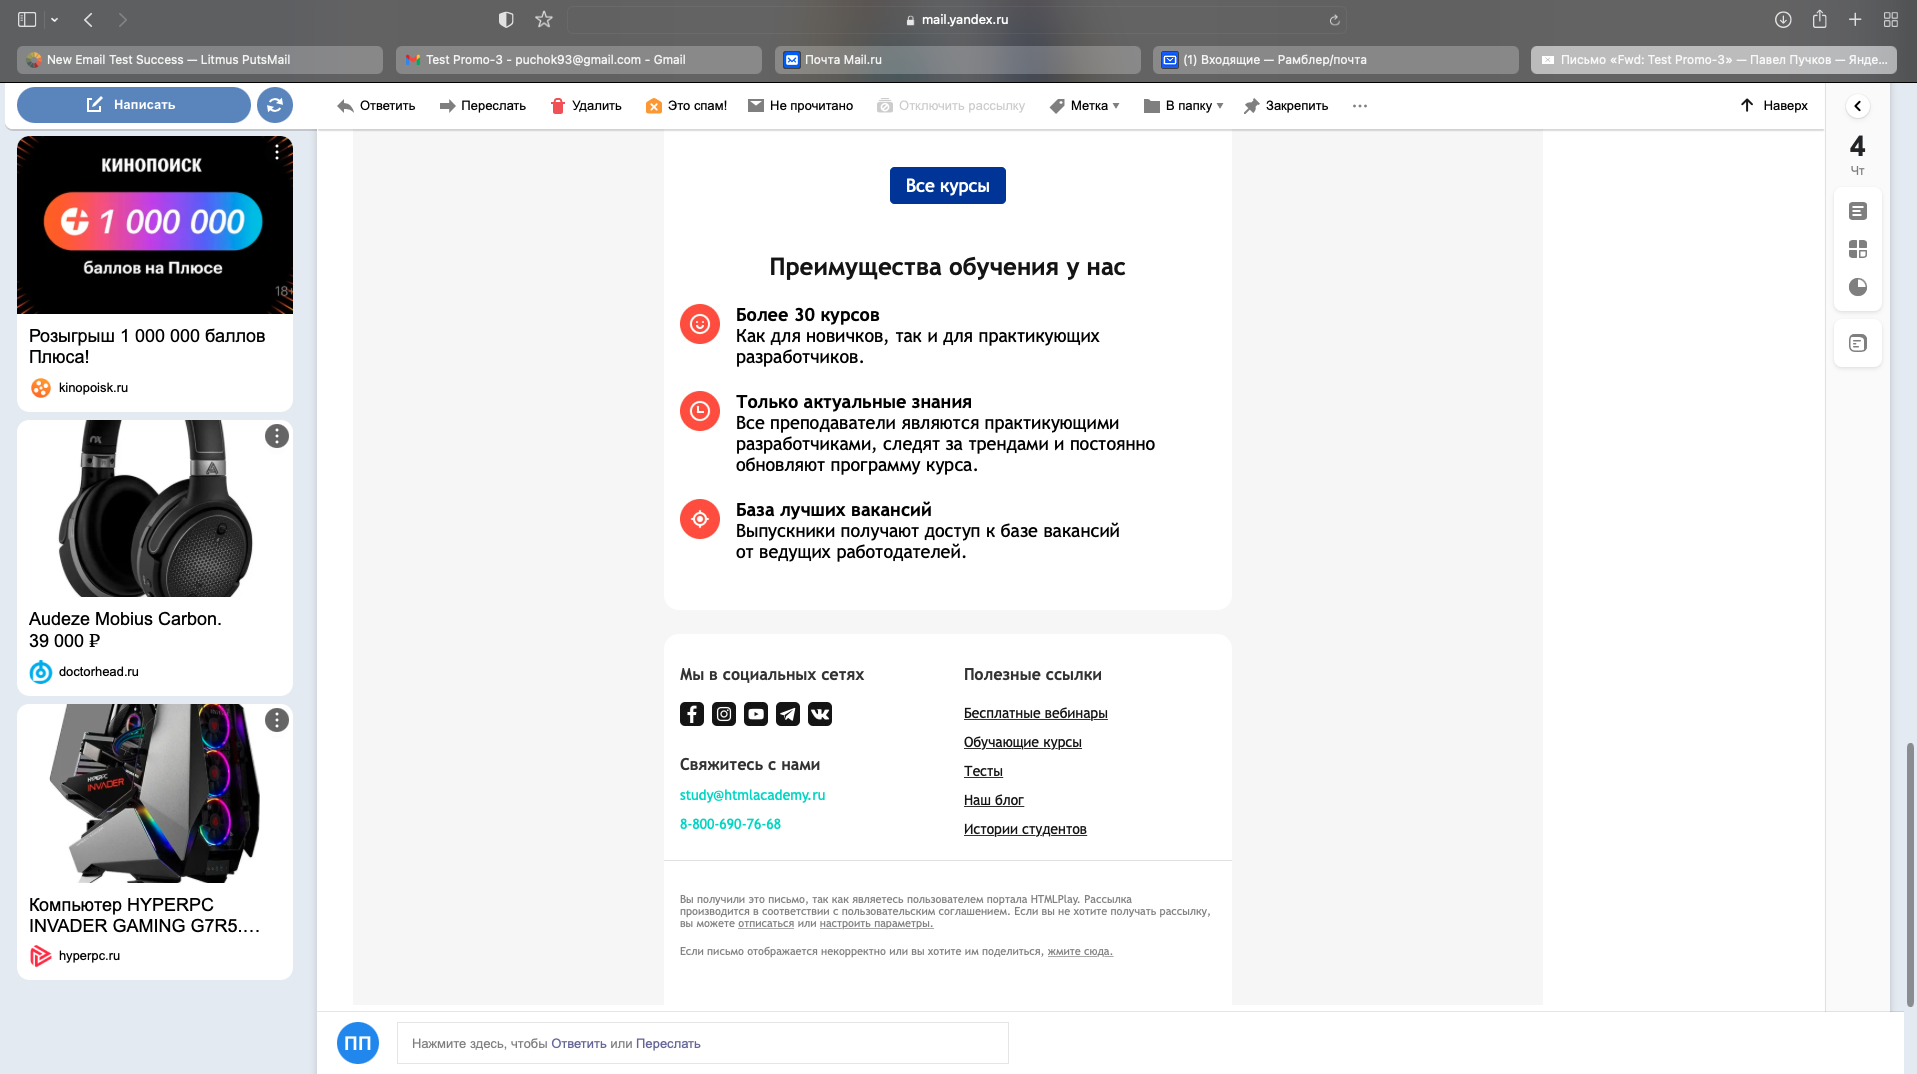 mail.yandex.ru
New Email Test Success — Litmus PutsMail
Test Promo-3 - puchok93@gmail.com - Gmail
Почта Mail.ru
(1) Входящие — Рамблер/почта
Письмо «Fwd: Test Promo-3» — Павел Пучков — Янде...
Написать
Ответить
Переслать
Удалить
Это спам!
Не прочитано
Отключить рассылку
Метка
В папку
Закрепить
Наверх
4
Чт
КИНОПОИСК
1 000 000
баллов на Плюсе
18+
Розыгрыш 1 000 000 баллов
Плюса!
kinopoisk.ru
Audeze Mobius Carbon.
39 000 ₽
doctorhead.ru
HYPERPC
INVADER
Компьютер HYPERPC
INVADER GAMING G7R5....
hyperpc.ru
Все курсы
Преимущества обучения у нас
Более 30 курсов
Как для новичков, так и для практикующих
разработчиков.
Только актуальные знания
Все преподаватели являются практикующими
разработчиками, следят за трендами и постоянно
обновляют программу курса.
База лучших вакансий
Выпускники получают доступ к базе вакансий
от ведущих работодателей.
Мы в социальных сетях
Свяжитесь с нами
study@htmlacademy.ru
8-800-690-76-68
Полезные ссылки
Бесплатные вебинары
Обучающие курсы
Тесты
Наш блог
Истории студентов
Вы получили это письмо, так как являетесь пользователем портала HTMLPlay. Рассылка
производится в соответствии с пользовательским соглашением. Если вы не хотите получать рассылку,
вы можете отписаться или настроить параметры.
Если письмо отображается некорректно или вы хотите им поделиться, жмите сюда.
ПП
Нажмите здесь, чтобы Ответить или Переслать